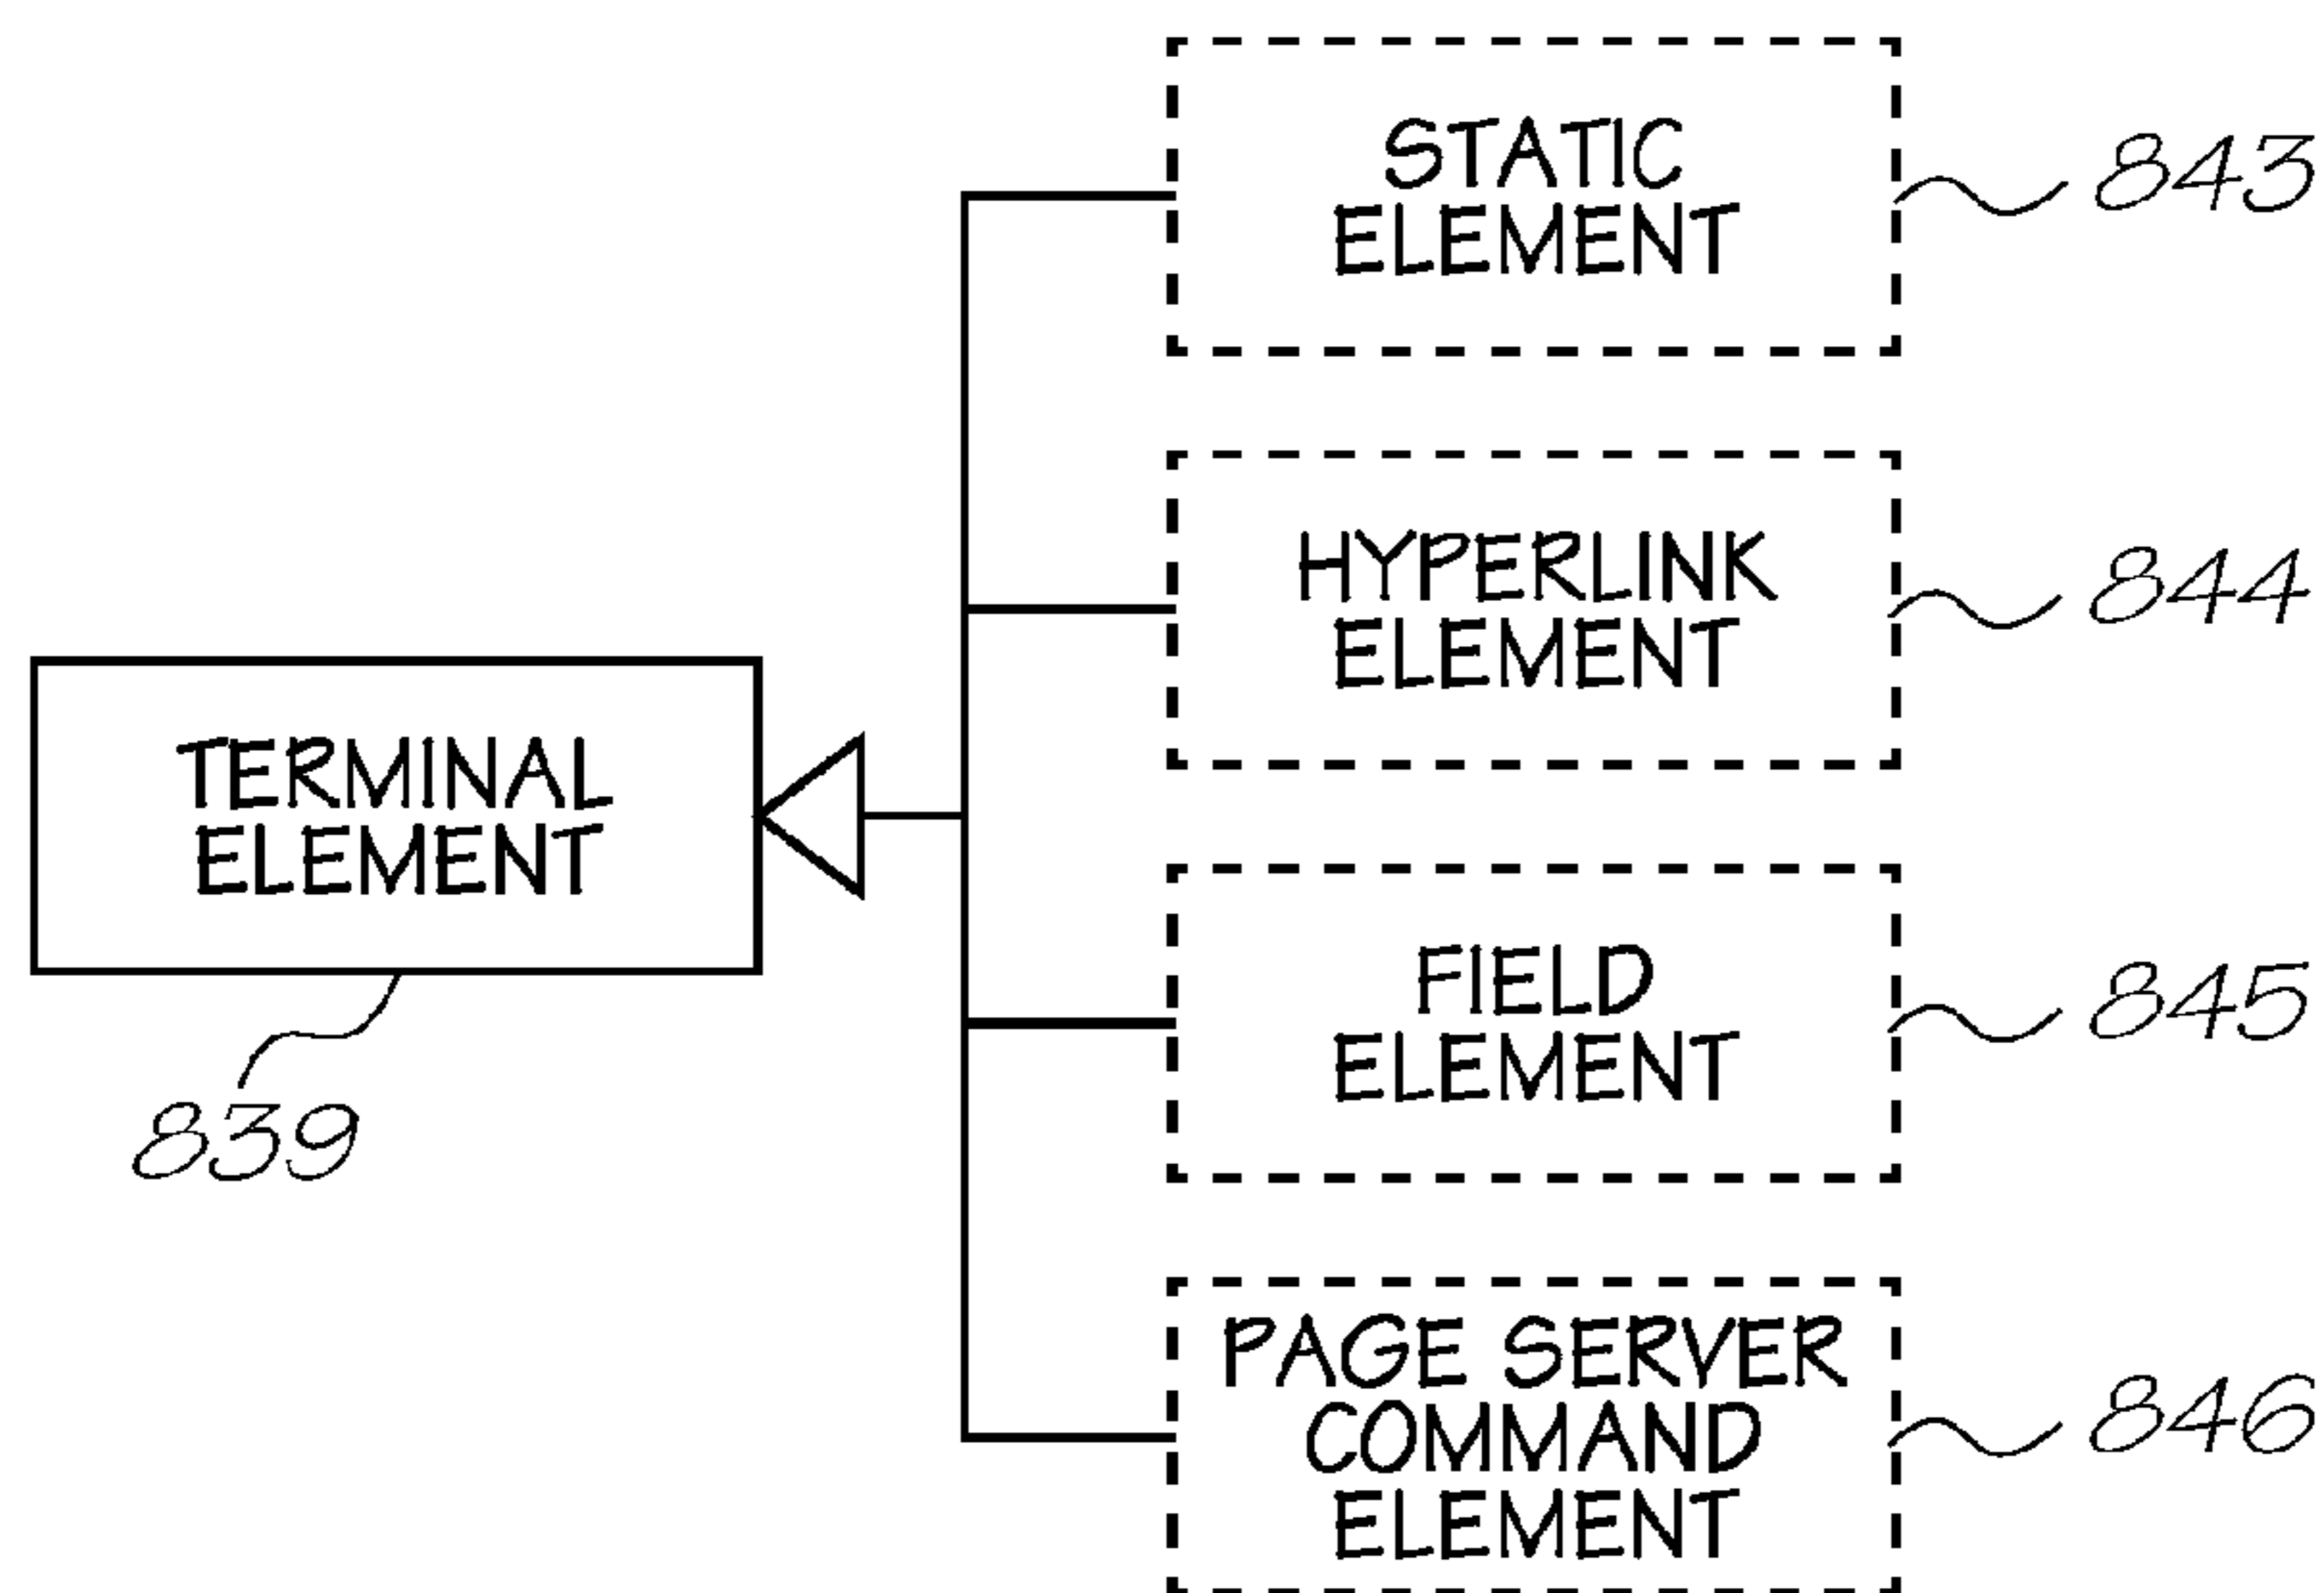 STATIC
ELEMENT
843
HYPERLINK
ELEMENT
844
TERMINAL
ELEMENT
839
FIELD
ELEMENT
845
PAGE SERVER
COMMAND
ELEMENT
846